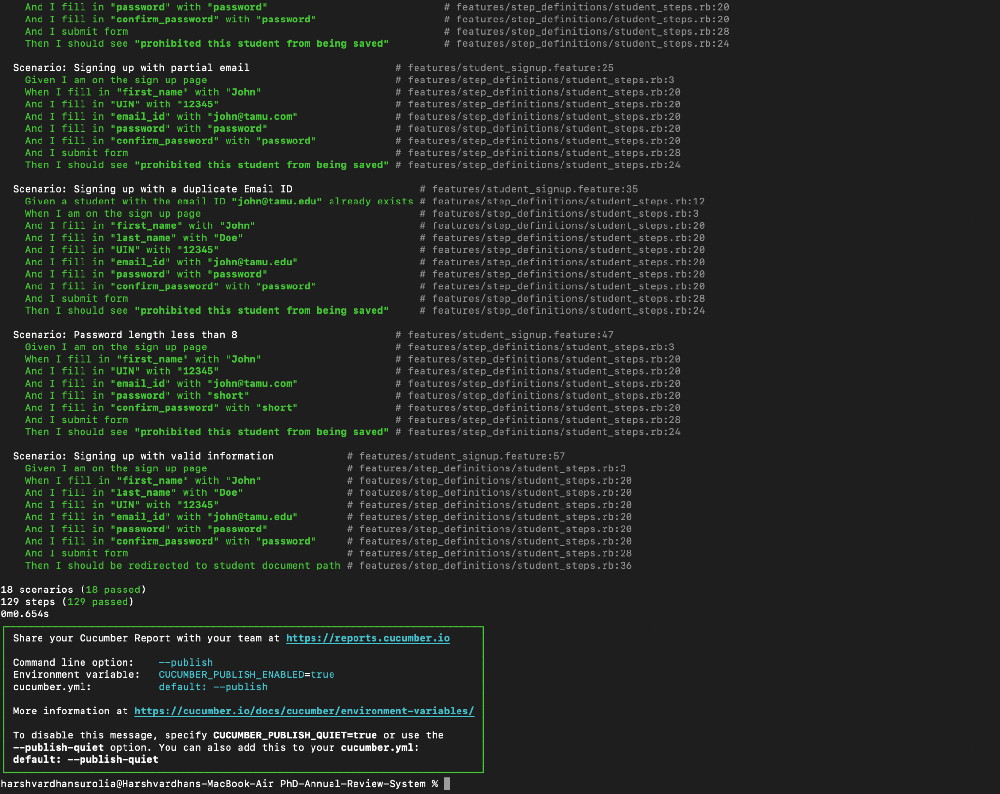 And I fill in "password" with "password" # features/step_definitions/student_steps.rb:20
And I fill in "confirm_password" with "password" # features/step_definitions/student_steps.rb:20
And I submit form # features/step_definitions/student_steps.rb:28
Then I should see "prohibited this student from being saved" # features/step_definitions/student_steps.rb:24
Scenario: Signing up with partial email # features/student_signup.feature:25
Given I am on the sign up page # features/step_definitions/student_steps.rb:3
When I fill in "first_name" with "John" # features/step_definitions/student_steps.rb:20
And I fill in "UIN" with "12345" # features/step_definitions/student_steps.rb:20
And I fill in "email_id" with "john@tamu.com" # features/step_definitions/student_steps.rb:20
And I fill in "password" with "password" # features/step_definitions/student_steps.rb:20
And I fill in "confirm_password" with "password" # features/step_definitions/student_steps.rb:20
And I submit form # features/step_definitions/student_steps.rb:28
Then I should see "prohibited this student from being saved" # features/step_definitions/student_steps.rb:24
Scenario: Signing up with a duplicate Email ID # features/student_signup.feature:35
Given a student with the email ID "john@tamu.edu" already exists # features/step_definitions/student_steps.rb:12
When I am on the sign up page # features/step_definitions/student_steps.rb:3
And I fill in "first_name" with "John" # features/step_definitions/student_steps.rb:20
And I fill in "last_name" with "Doe" # features/step_definitions/student_steps.rb:20
And I fill in "UIN" with "12345" # features/step_definitions/student_steps.rb:20
And I fill in "email_id" with "john@tamu.edu" # features/step_definitions/student_steps.rb:20
And I fill in "password" with "password" # features/step_definitions/student_steps.rb:20
And I fill in "confirm_password" with "password" # features/step_definitions/student_steps.rb:20
And I submit form # features/step_definitions/student_steps.rb:28
Then I should see "prohibited this student from being saved" # features/step_definitions/student_steps.rb:24
Scenario: Password length less than 8 # features/student_signup.feature:47
Given I am on the sign up page # features/step_definitions/student_steps.rb:3
When I fill in "first_name" with "John" # features/step_definitions/student_steps.rb:20
And I fill in "UIN" with "12345" # features/step_definitions/student_steps.rb:20
And I fill in "email_id" with "john@tamu.com" # features/step_definitions/student_steps.rb:20
And I fill in "password" with "short" # features/step_definitions/student_steps.rb:20
And I fill in "confirm_password" with "short" # features/step_definitions/student_steps.rb:20
And I submit form # features/step_definitions/student_steps.rb:28
Then I should see "prohibited this student from being saved" # features/step_definitions/student_steps.rb:24
Scenario: Signing up with valid information # features/student_signup.feature:57
Given I am on the sign up page # features/step_definitions/student_steps.rb:3
When I fill in "first_name" with "John" # features/step_definitions/student_steps.rb:20
And I fill in "last_name" with "Doe" # features/step_definitions/student_steps.rb:20
And I fill in "UIN" with "12345" # features/step_definitions/student_steps.rb:20
And I fill in "email_id" with "john@tamu.edu" # features/step_definitions/student_steps.rb:20
And I fill in "password" with "password" # features/step_definitions/student_steps.rb:20
And I fill in "confirm_password" with "password" # features/step_definitions/student_steps.rb:20
And I submit form # features/step_definitions/student_steps.rb:28
Then I should be redirected to student document path # features/step_definitions/student_steps.rb:36
18 scenarios (18 passed)
129 steps (129 passed)
0m0.654s
Share your Cucumber Report with your team at https://reports.cucumber.io
Command line option: --publish
Environment variable: CUCUMBER_PUBLISH_ENABLED=true
cucumber.yml: default: --publish
More information at https://cucumber.io/docs/cucumber/environment-variables/
To disable this message, specify CUCUMBER_PUBLISH_QUIET=true or use the
--publish-quiet option. You can also add this to your cucumber.yml:
default: --publish-quiet
harshvardhansurolia@Harshvardhans-MacBook-Air PhD-Annual-Review-System %